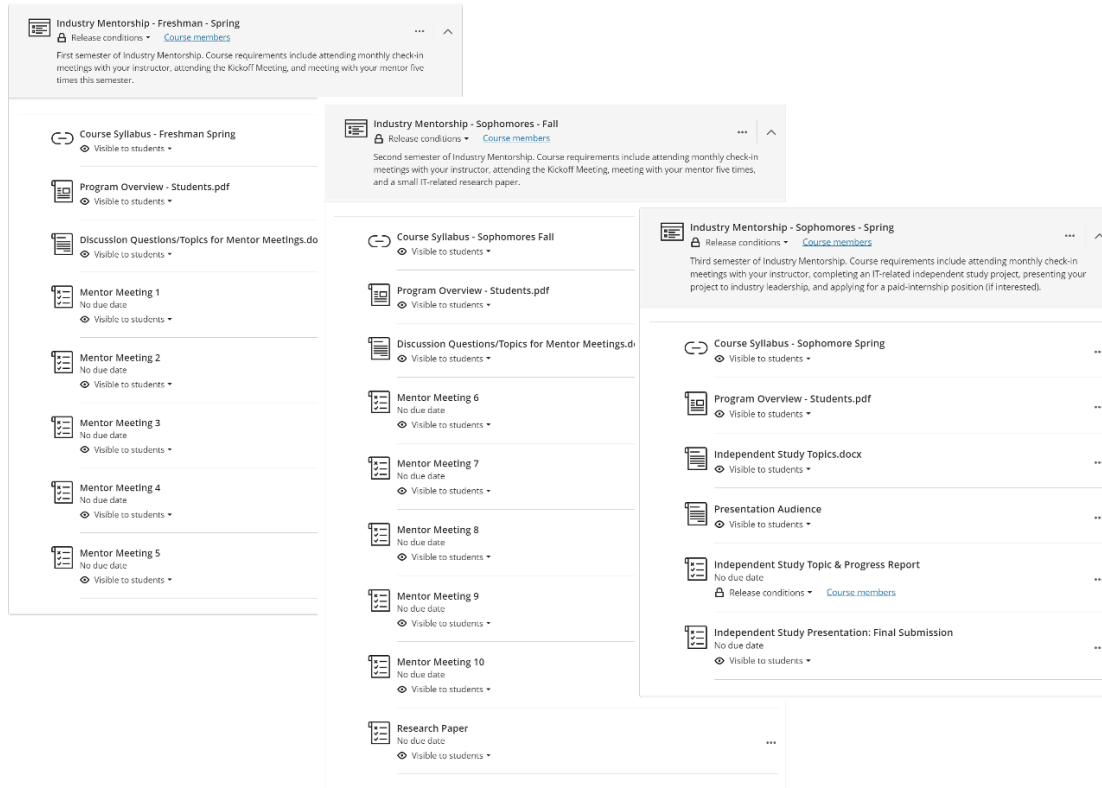 Industry Mentorship - Freshman - Spring
Release conditions Course members
First semester of Industry Mentorship. Course requirements include attending monthly check-in
meetings with your instructor, attending the Kickoff Meeting, and meeting with your mentor five
times this semester.
Course Syllabus - Freshman Spring
Visible to students
Program Overview - Students.pdf
Visible to students
Discussion Questions/Topics for Mentor Meetings.do
Visible to students
Mentor Meeting 1
No due date
Visible to students
Mentor Meeting 2
No due date
Visible to students
Mentor Meeting 3
No due date
Visible to students
Mentor Meeting 4
No due date
Visible to students
Mentor Meeting 5
No due date
Visible to students
Industry Mentorship - Sophomores - Fall
Release conditions Course members
Second semester of Industry Mentorship. Course requirements include attending monthly check-in
meetings with your instructor, attending the Kickoff Meeting, meeting with your mentor five times,
and a small IT-related research paper.
Course Syllabus - Sophomores Fall
Visible to students
Program Overview - Students.pdf
Visible to students
Discussion Questions/Topics for Mentor Meetings.d
Visible to students
Mentor Meeting 6
No due date
Visible to students
Mentor Meeting 7
No due date
Visible to students
Mentor Meeting 8
No due date
Visible to students
Mentor Meeting 9
No due date
Visible to students
Mentor Meeting 10
No due date
Visible to students
Research Paper
No due date
Visible to students
Industry Mentorship - Sophomores - Spring
Release conditions Course members
Third semester of Industry Mentorship. Course requirements include attending monthly check-in
meetings with your instructor, completing an IT-related independent study project, presenting your
project to industry leadership, and applying for a paid-internship position (if interested).
Course Syllabus - Sophomore Spring
Visible to students
Program Overview - Students.pdf
Visible to students
Independent Study Topics.docx
Visible to students
Presentation Audience
Visible to students
Independent Study Topic & Progress Report
No due date
Release conditions Course members
Independent Study Presentation: Final Submission
No due date
Visible to students